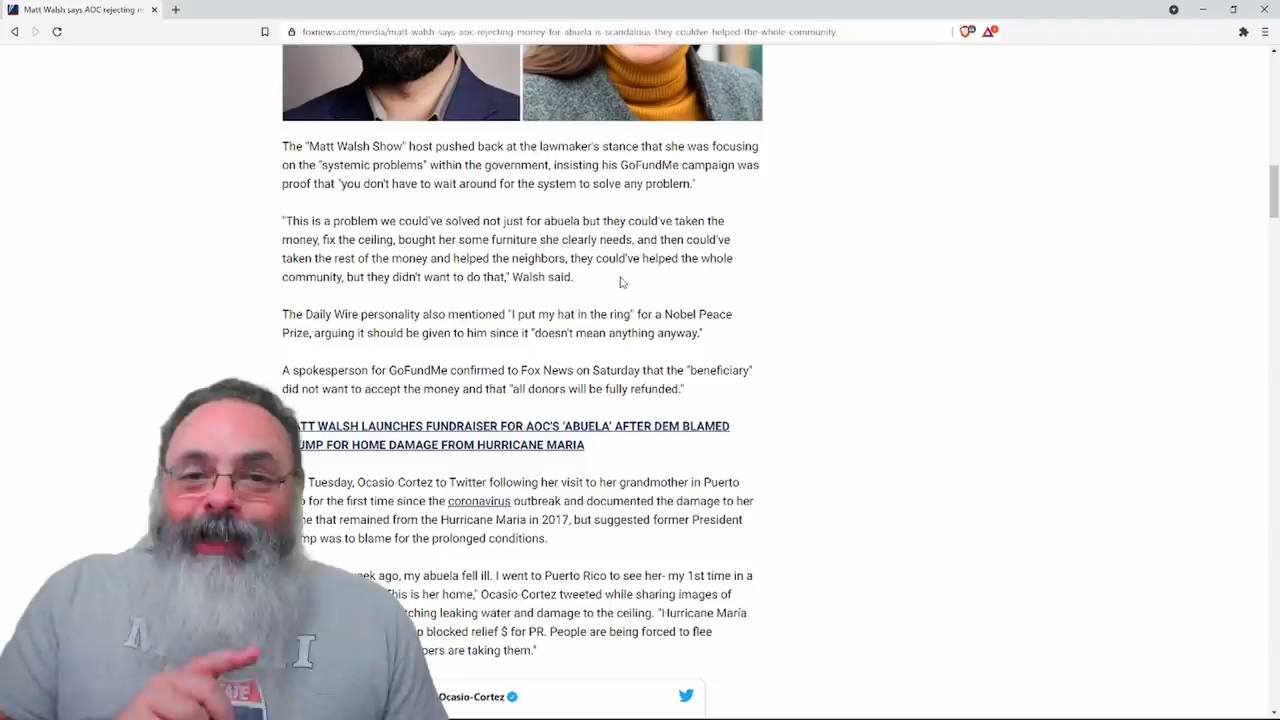 Matt Walsh says AOC rejecting m
foxnews.com/media/matt-walsh-says-aoc-rejecting-money-for-abuela-is-scandalous-they-couldve-helped-the-whole-community
The "Matt Walsh Show" host pushed back at the lawmaker's stance that she was focusing
on the "systemic problems" within the government, insisting his GoFundMe campaign was
proof that "you don't have to wait around for the system to solve any problem."
"This is a problem we could've solved not just for abuela but they could've taken the
money, fix the ceiling, bought her some furniture she clearly needs, and then could've
taken the rest of the money and helped the neighbors, they could've helped the whole
community, but they didn't want to do that," Walsh said.
The Daily Wire personality also mentioned "I put my hat in the ring" for a Nobel Peace
Prize, arguing it should be given to him since it "doesn't mean anything anyway."
A spokesperson for GoFundMe confirmed to Fox News on Saturday that the "beneficiary"
did not want to accept the money and that "all donors will be fully refunded."
ATT WALSH LAUNCHES FUNDRAISER FOR AOC'S 'ABUELA' AFTER DEM BLAMED
UMP FOR HOME DAMAGE FROM HURRICANE MARIA
Tuesday, Ocasio-Cortez to Twitter following her visit to her grandmother in Puerto
for the first time since the coronavirus outbreak and documented the damage to her
that remained from the Hurricane Maria in 2017, but suggested former President
mp was to blame for the prolonged conditions.
eek ago, my abuela fell ill. I went to Puerto Rico to see her- my 1st time in a
This is her home," Ocasio-Cortez tweeted while sharing images of
tching leaking water and damage to the ceiling. "Hurricane María
p blocked relief $ for PR. People are being forced to flee
pers are taking them."
Ocasio-Cortez